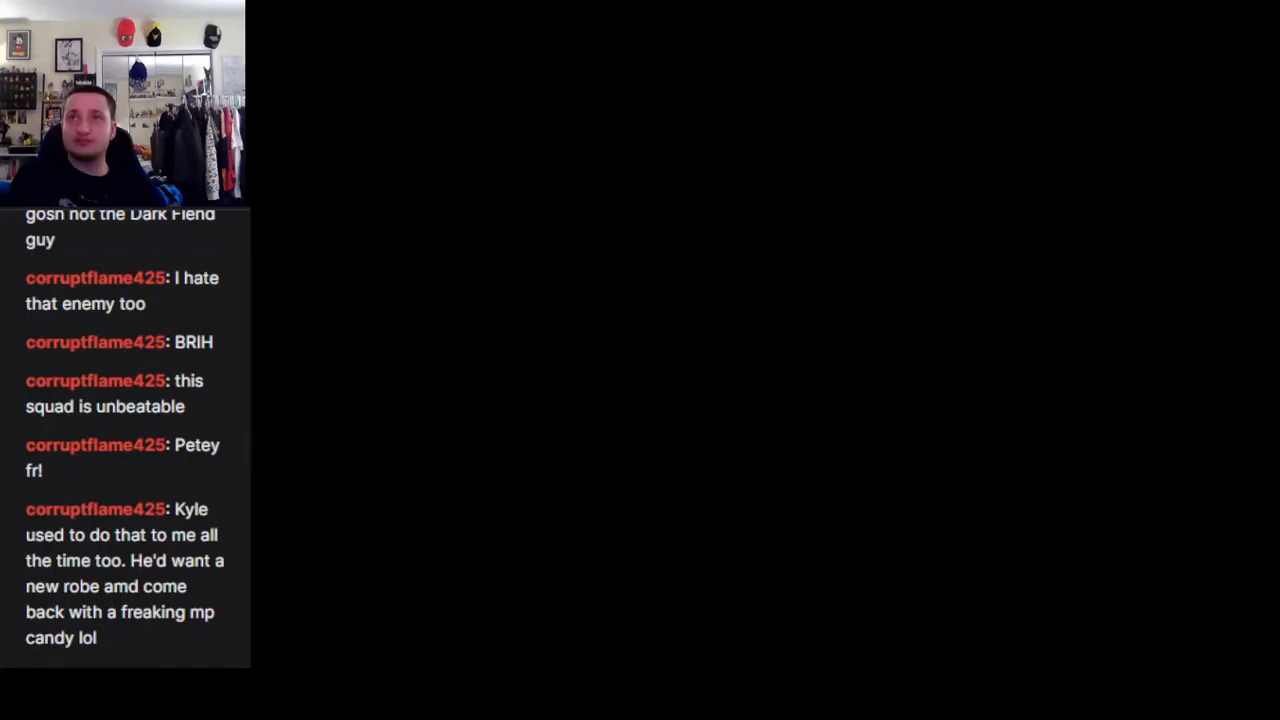 gosh not the Dark Fiend
guy
corruptflame425: I hate
that enemy too
corruptflame425: BRIH
corruptflame425: this
squad is unbeatable
corruptflame425: Petey
fr!
corruptflame425: Kyle
used to do that to me all
the time too. He'd want a
new robe amd come
back with a freaking mp
candy lol